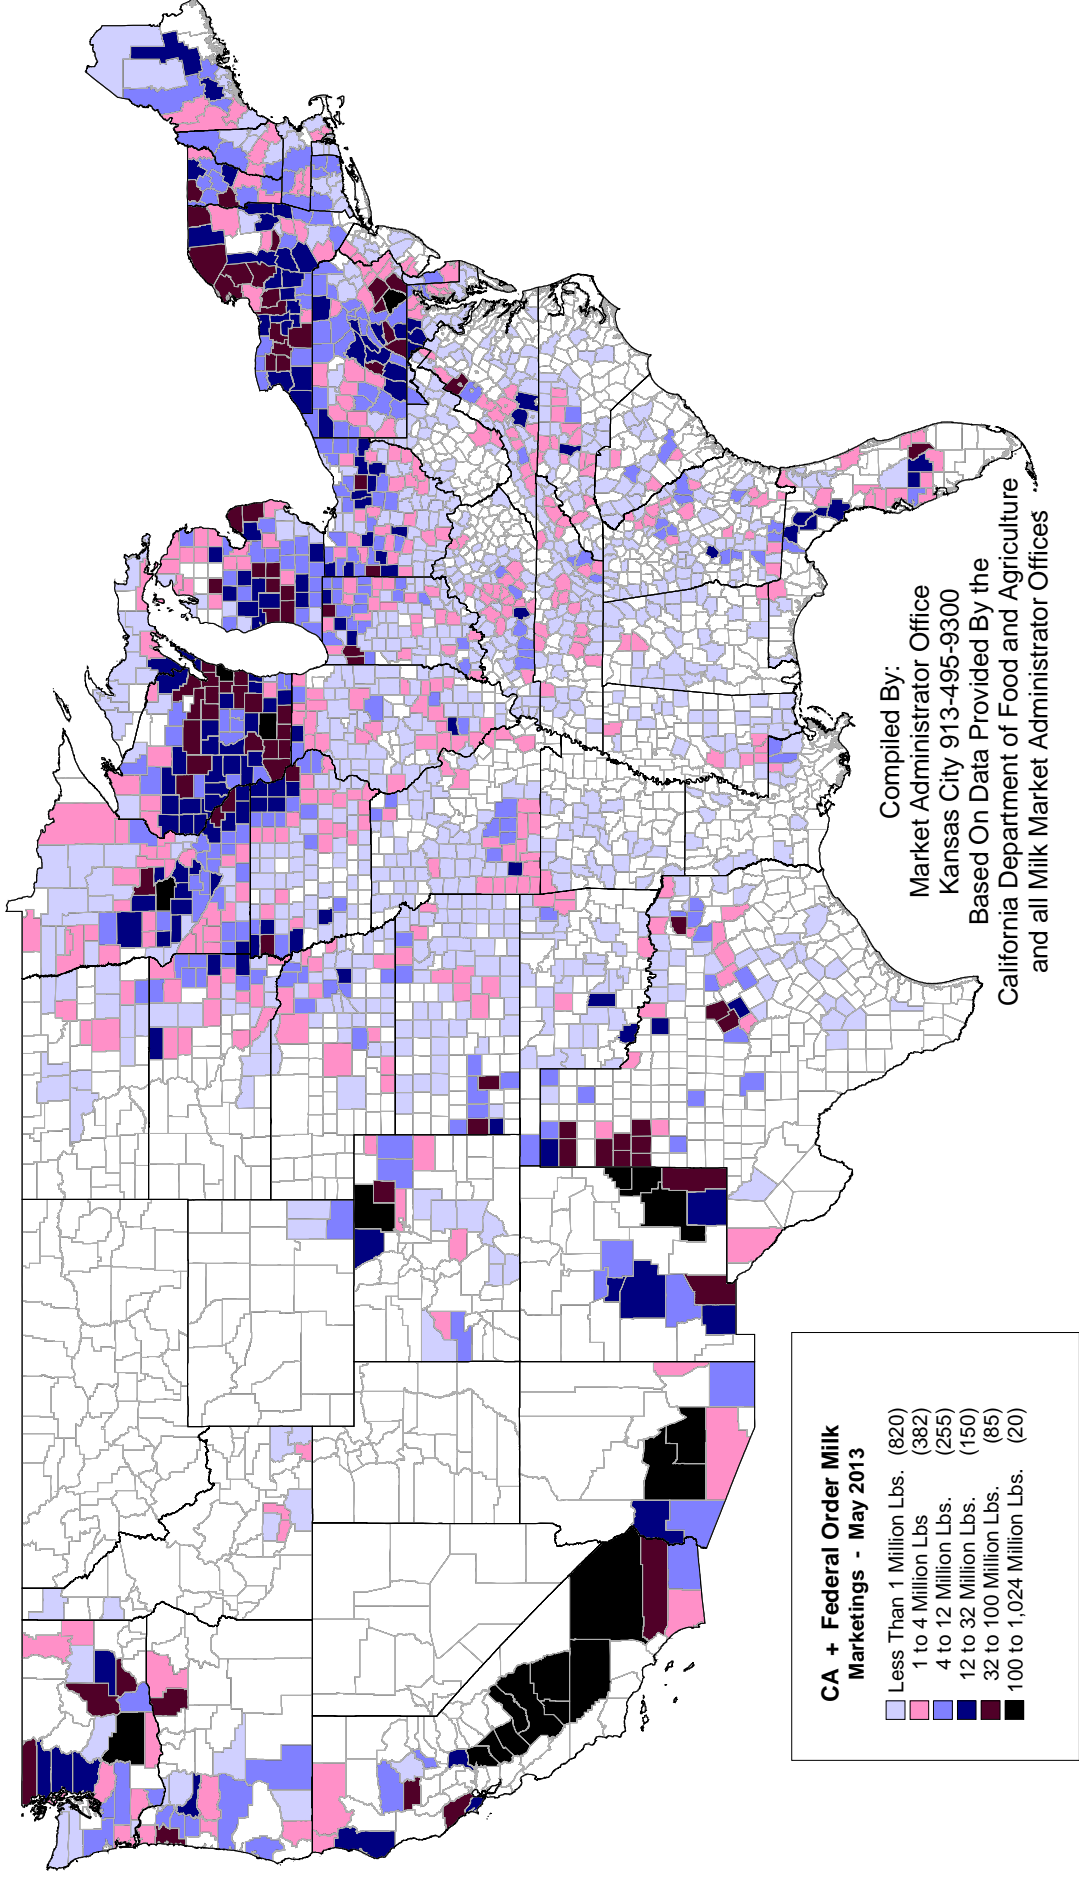 Compiled By:
Market Administrator Office
Kansas City 913-495-9300
Based On Data Provided By the
California Department of Food and Agriculture
and all Milk Market Administrator Offices
CA + Federal Order Milk
Marketings - May 2013
Less Than 1 Million Lbs. (820)
1 to 4 Million Lbs (382)
4 to 12 Million Lbs. (255)
12 to 32 Million Lbs. (150)
32 to 100 Million Lbs. (85)
100 to 1,024 Million Lbs. (20)